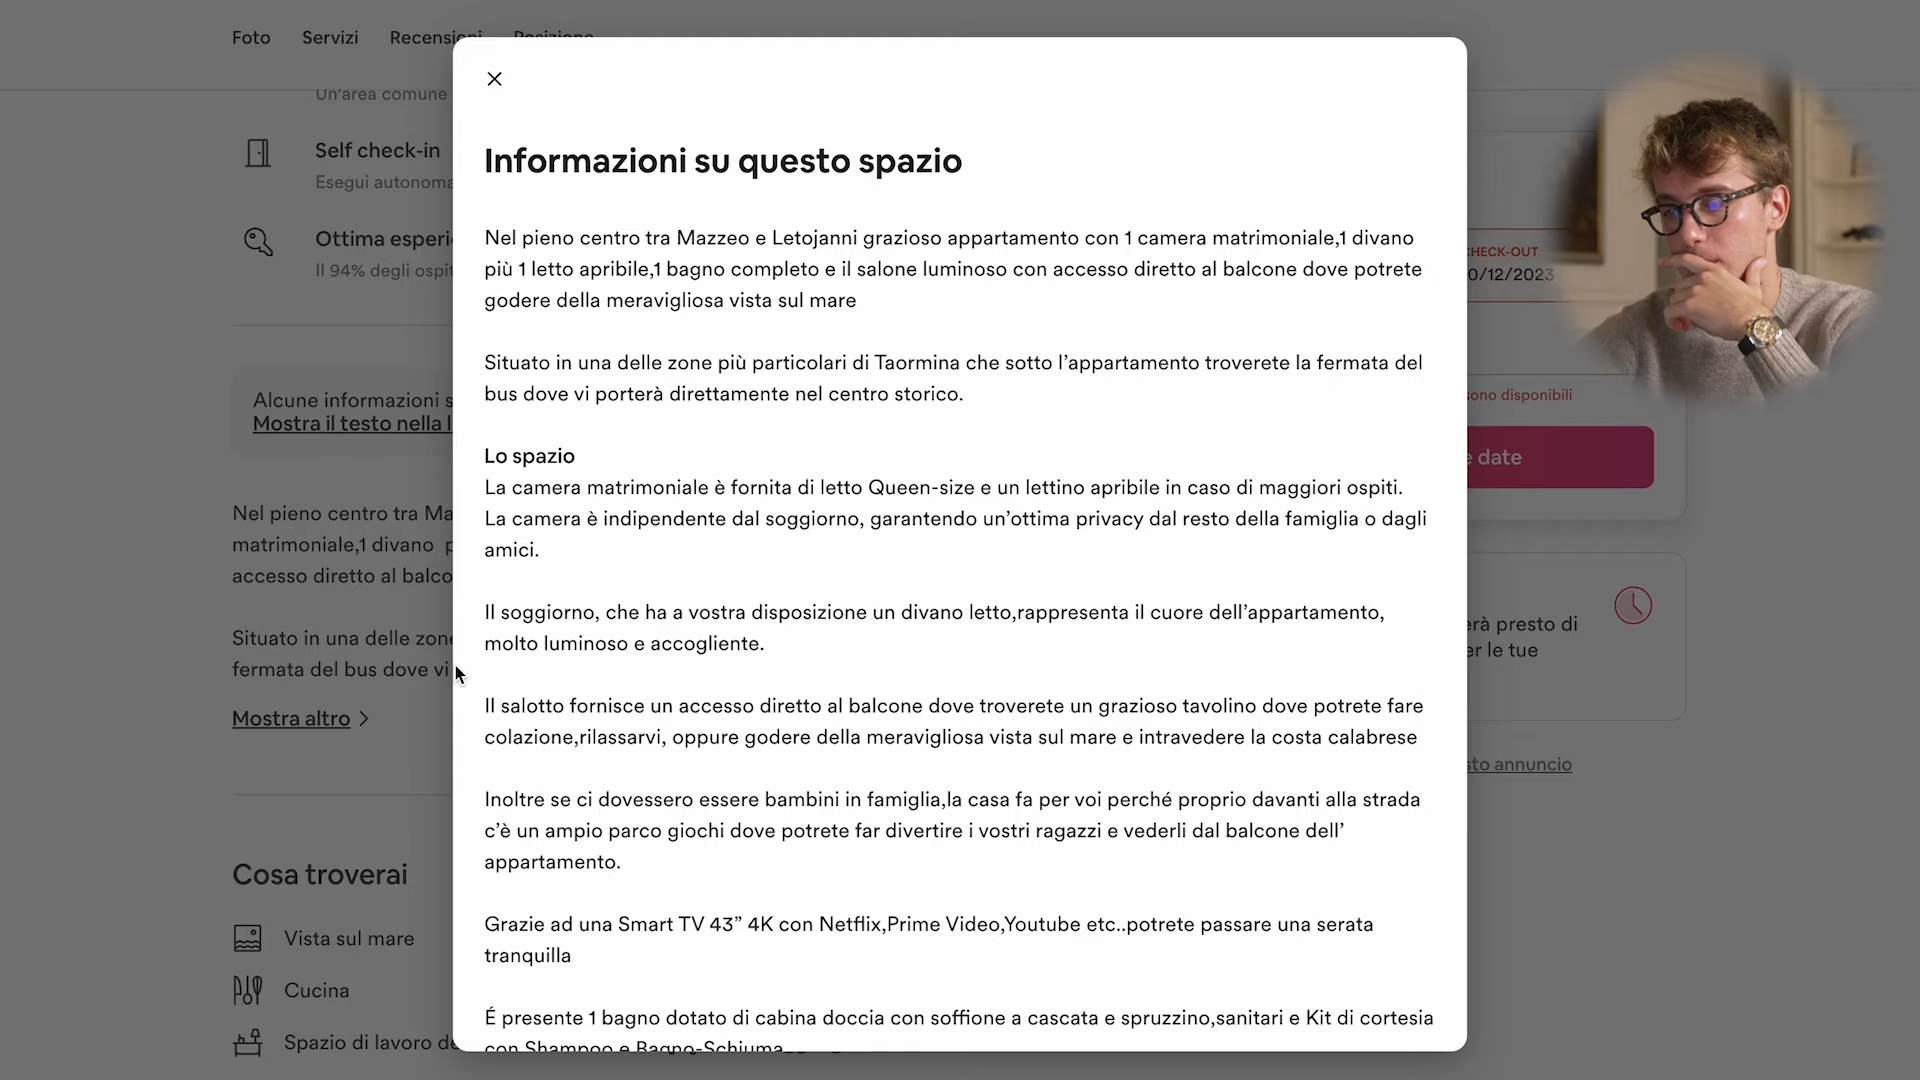 Foto Servizi Recensioni Posizione
Un'area comune
Self check-in
Esegui autonoma
Ottima esperi
Il 94% degli ospit
Alcune informazioni s
Mostra il testo nella l
Nel pieno centro tra Ma
matrimoniale,1 divano p
accesso diretto al balco
Situato in una delle zone
fermata del bus dove vi
Mostra altro
Cosa troverai
Vista sul mare
Cucina
Spazio di lavoro de
Informazioni su questo spazio
Nel pieno centro tra Mazzeo e Letojanni grazioso appartamento con 1 camera matrimoniale,1 divano
più 1 letto apribile,1 bagno completo e il salone luminoso con accesso diretto al balcone dove potrete
godere della meravigliosa vista sul mare
Situato in una delle zone più particolari di Taormina che sotto l’appartamento troverete la fermata del
bus dove vi porterà direttamente nel centro storico.
Lo spazio
La camera matrimoniale è fornita di letto Queen-size e un lettino apribile in caso di maggiori ospiti.
La camera è indipendente dal soggiorno, garantendo un’ottima privacy dal resto della famiglia o dagli
amici.
Il soggiorno, che ha a vostra disposizione un divano letto,rappresenta il cuore dell’appartamento,
molto luminoso e accogliente.
Il salotto fornisce un accesso diretto al balcone dove troverete un grazioso tavolino dove potrete fare
colazione,rilassarvi, oppure godere della meravigliosa vista sul mare e intravedere la costa calabrese
Inoltre se ci dovessero essere bambini in famiglia,la casa fa per voi perché proprio davanti alla strada
c’è un ampio parco giochi dove potrete far divertire i vostri ragazzi e vederli dal balcone dell’
appartamento.
Grazie ad una Smart TV 43” 4K con Netflix,Prime Video,Youtube etc..potrete passare una serata
tranquilla
É presente 1 bagno dotato di cabina doccia con soffione a cascata e spruzzino,sanitari e Kit di cortesia
con Shampoo e Bagno-Schiuma
CHECK-OUT
0/12/2023
sono disponibili
e date
erà presto di
er le tue
sto annuncio